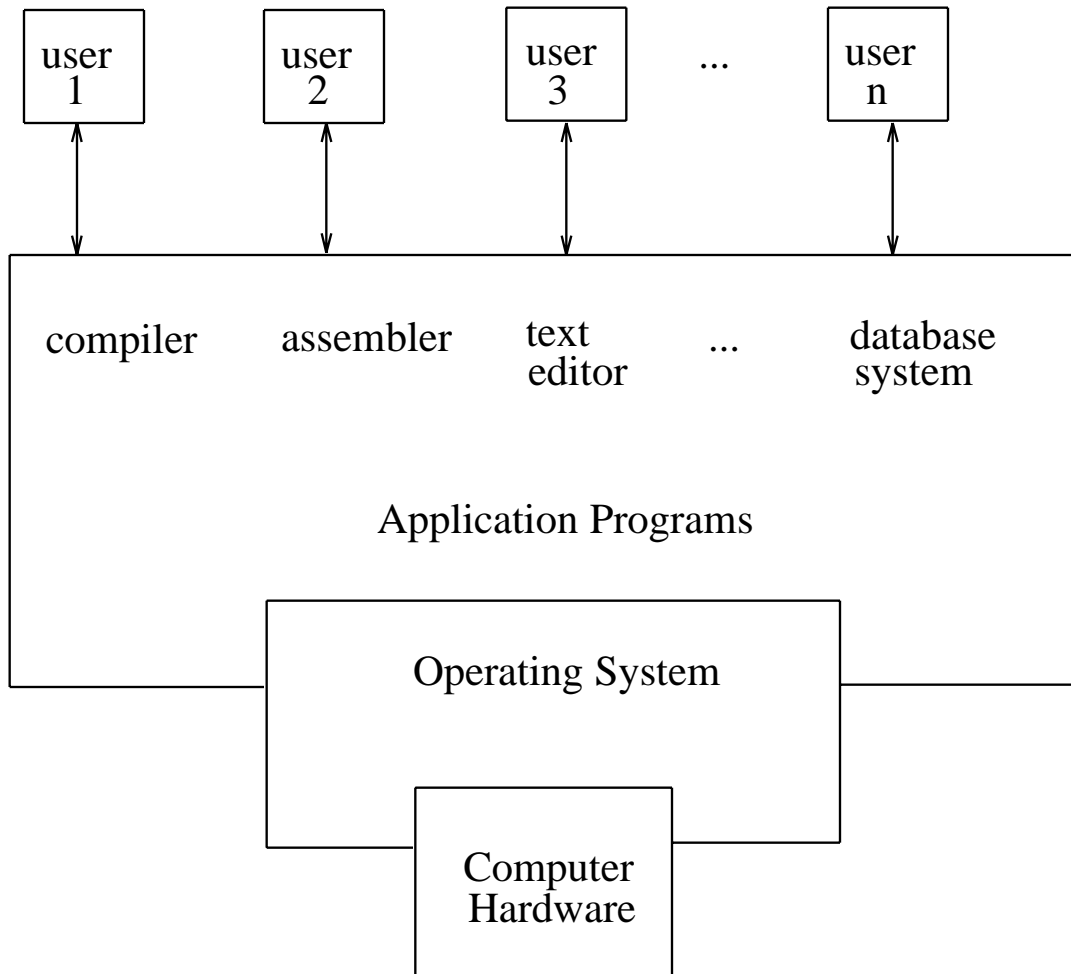 user
1
user
2
user
3
...
user
n
compiler
assembler
text
editor
...
database
system
Application Programs
Operating System
Computer
Hardware